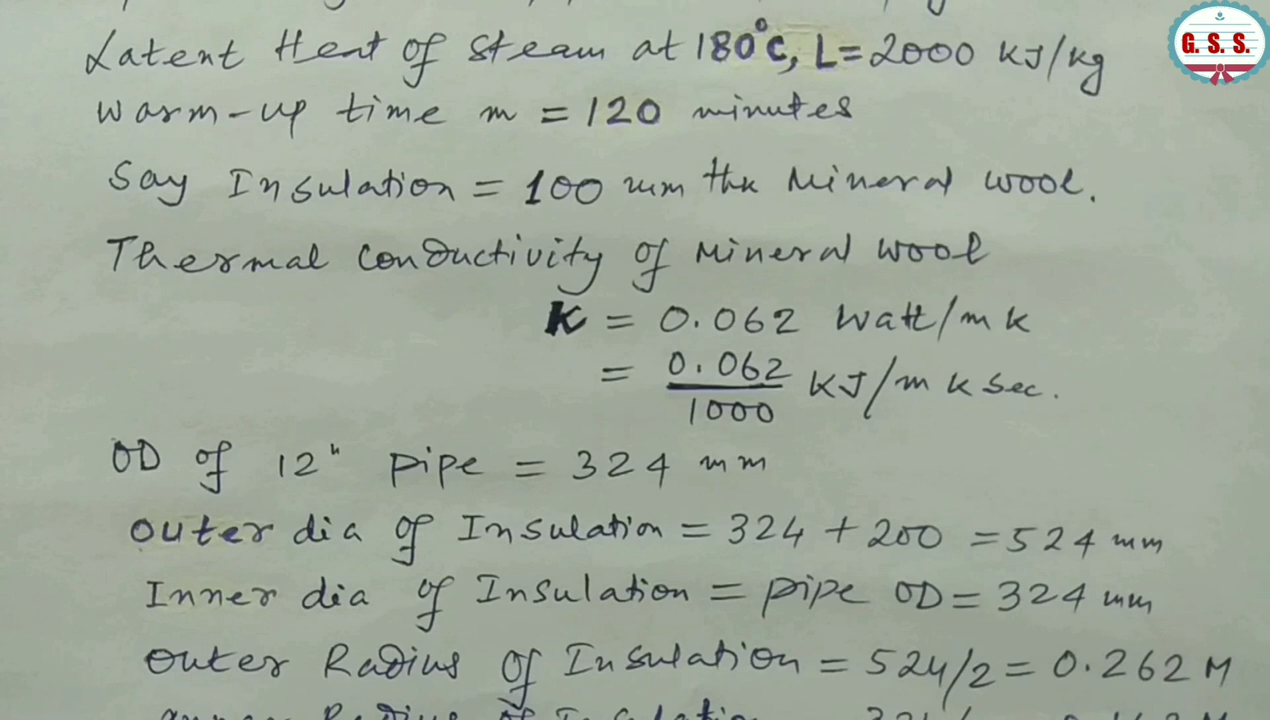 G. S. S.
Latent Heat of steam at 180°C, L = 2000 KJ/Kg
Warm-up time m = 120 minutes
Say Insulation = 100 mm thk Mineral wool.
Thermal Conductivity of Mineral wool
K = 0.062 Watt/m k
= 0.062/1000 KJ/m k Sec.
OD of 12" pipe = 324 mm
Outer dia of Insulation = 324 + 200 = 524 mm
Inner dia of Insulation = pipe OD = 324 mm
Outer Radius of Insulation = 524/2 = 0.262 M